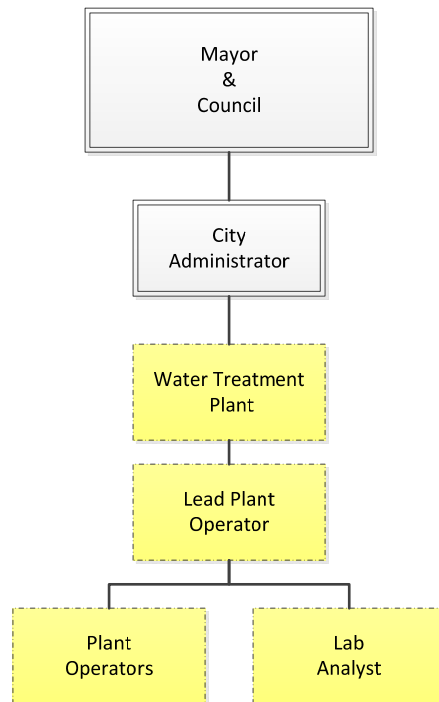 Mayor
&
Council
City
Administrator
Water Treatment
Plant
Lead Plant
Operator
Plant
Operators
Lab
Analyst